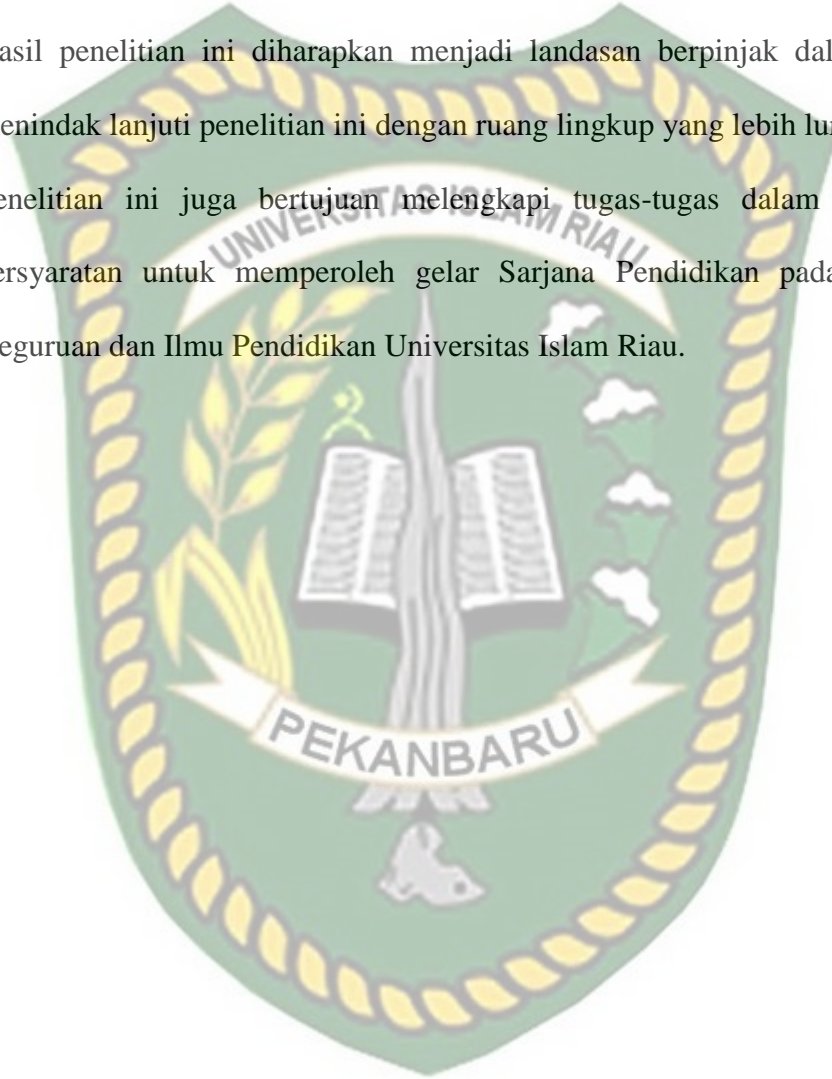 asil penelitian ini diharapkan menjadi landasan berpinjak dal
enindak lanjuti penelitian ini dengan ruang lingkup yang lebih lua
enelitian ini juga bertujuan melengkapi tugas-tugas dalam
UNIVERSITAS ISLAM RIAU
ersyaratan untuk memperoleh gelar Sarjana Pendidikan pada
eguruan dan Ilmu Pendidikan Universitas Islam Riau.
PEKANBARU